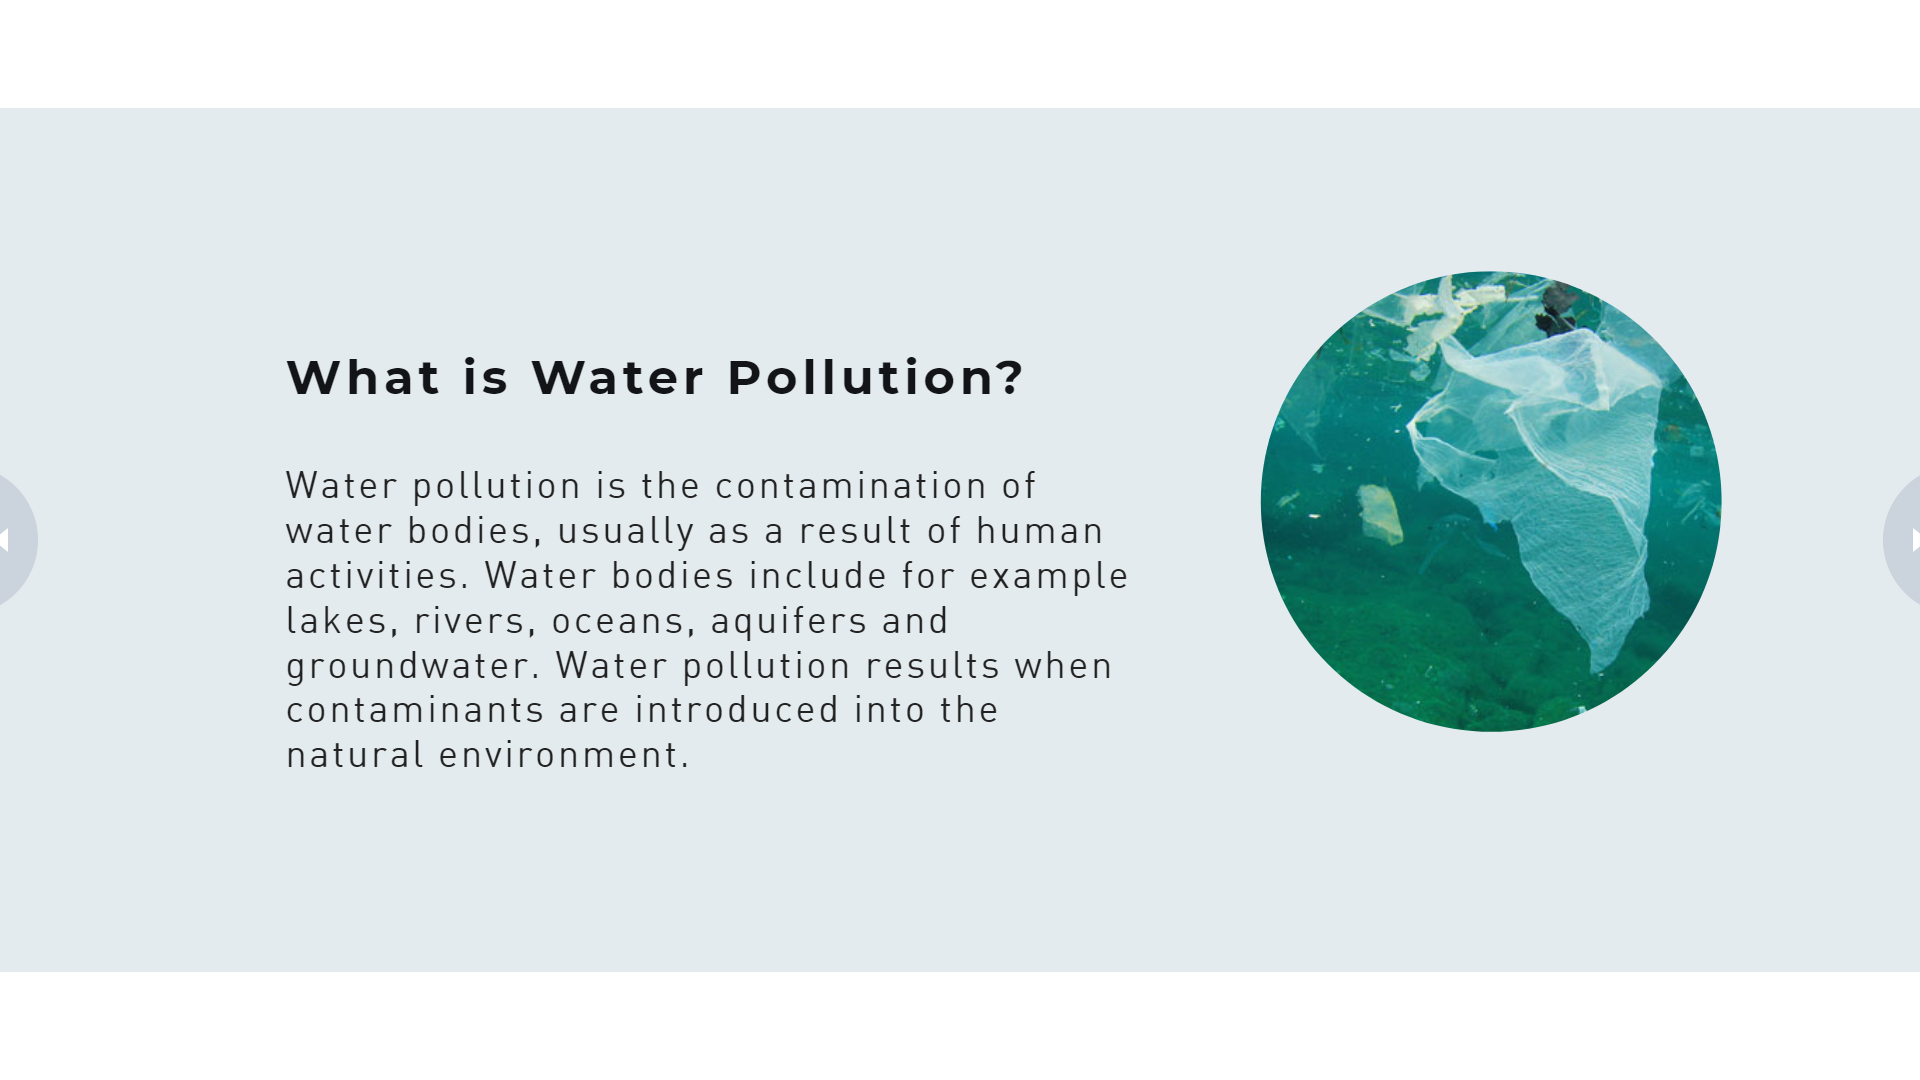 What is Water Pollution?
Water pollution is the contamination of
water bodies, usually as a result of human
activities. Water bodies include for example
lakes, rivers, oceans, aquifers and
groundwater. Water pollution results when
contaminants are introduced into the
natural environment.